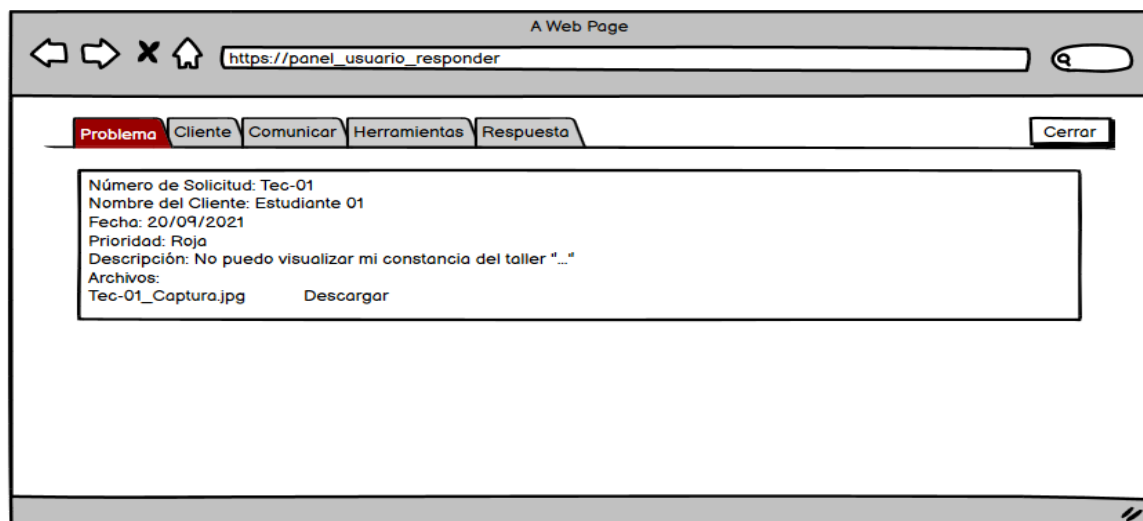 A Web Page
https://panel_usuario_responder
Problema Cliente Comunicar Herramientas Respuesta Cerrar
Número de Solicitud: Tec-01
Nombre del Cliente: Estudiante 01
Fecha: 20/09/2021
Prioridad: Roja
Descripción: No puedo visualizar mi constancia del taller "..."
Archivos:
Tec-01_Captura.jpg Descargar